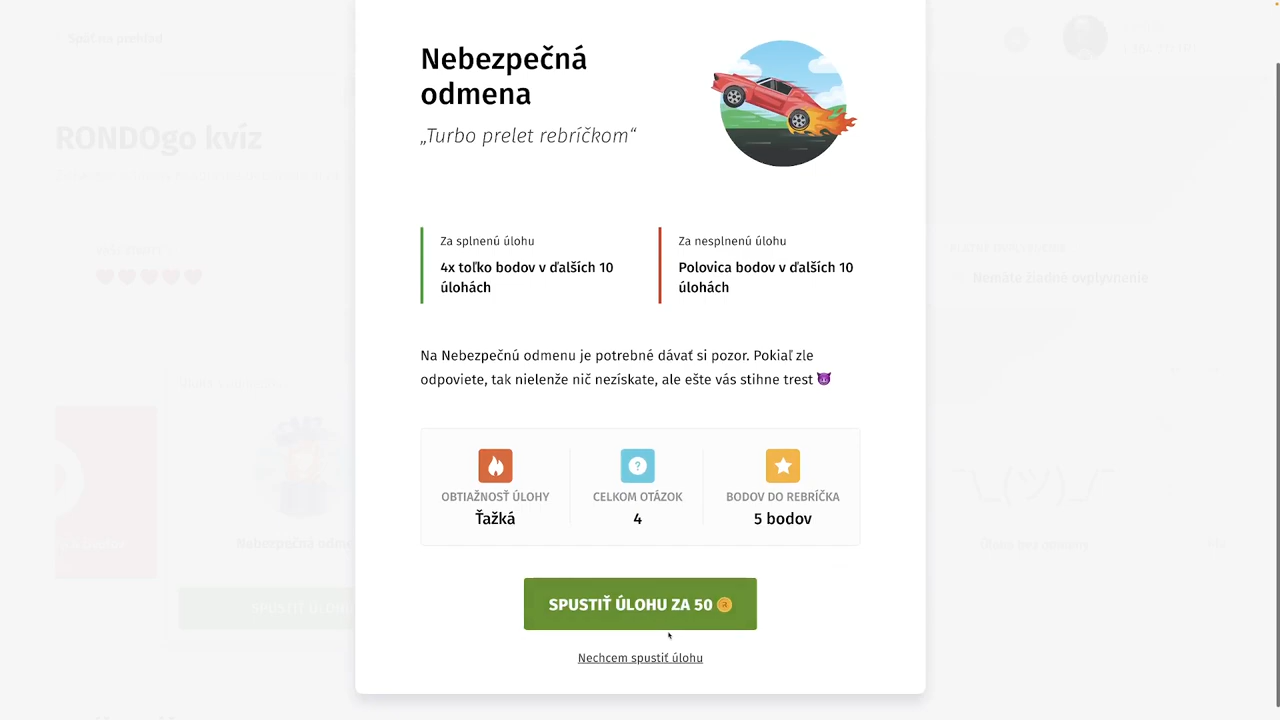 Nebezpečná
odmena
„Turbo prelet rebríčkom“
Za splnenú úlohu
4x toľko bodov v ďalších 10
úlohách
Za nesplnenú úlohu
Polovica bodov v ďalších 10
úlohách
Na Nebezpečnú odmenu je potrebné dávať si pozor. Pokiaľ zle
odpoviete, tak nielenže nič nezískate, ale ešte vás stihne trest 😈
OBTIAŽNOSŤ ÚLOHY
Ťažká
CELKOM OTÁZOK
4
BODOV DO REBRÍČKA
5 bodov
SPUSTIŤ ÚLOHU ZA 50
Nechcem spustiť úlohu
RONDOgo kvíz
Nemáte žiadne ovplyvnenie
¯\_(ツ)_/¯
SPUSTIŤ ÚLOHU